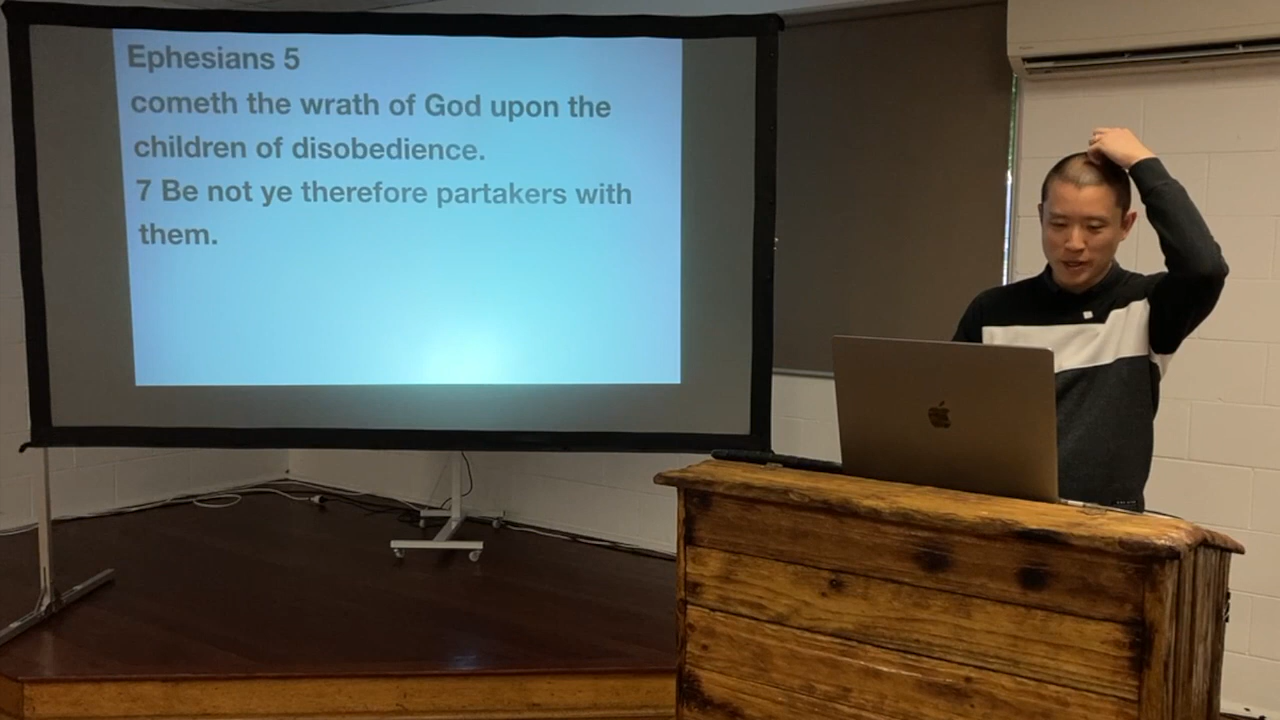 Ephesians 5
cometh the wrath of God upon the
children of disobedience.
7 Be not ye therefore partakers with
them.